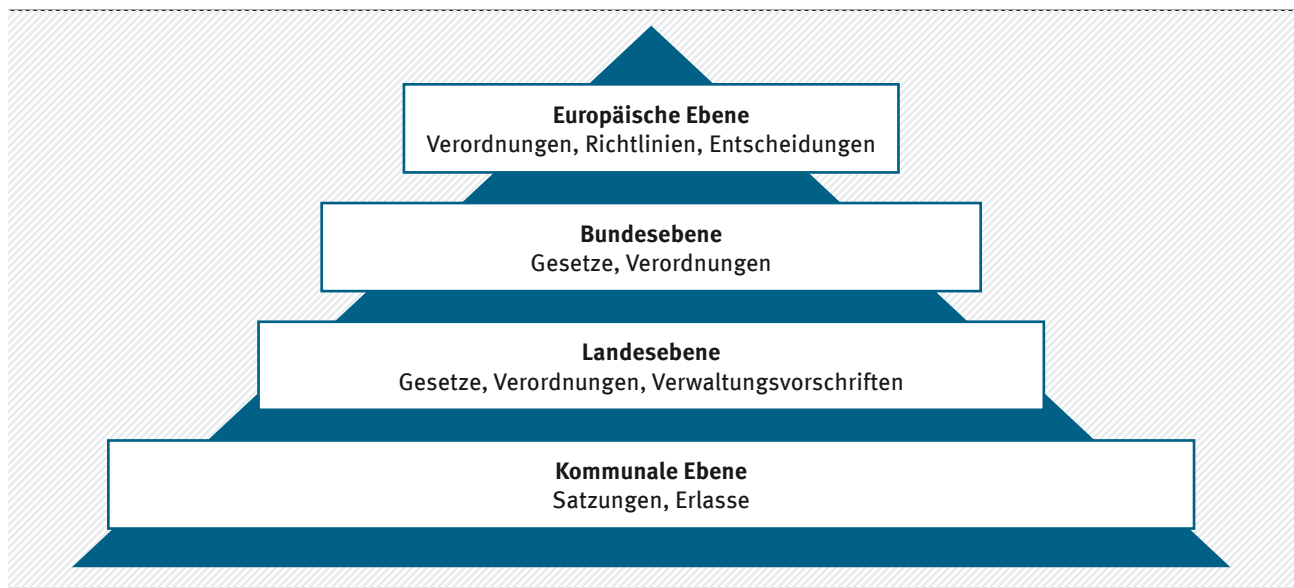 Europäische Ebene
Verordnungen, Richtlinien, Entscheidungen
Bundesebene
Gesetze, Verordnungen
Landesebene
Gesetze, Verordnungen, Verwaltungsvorschriften
Kommunale Ebene
Satzungen, Erlasse